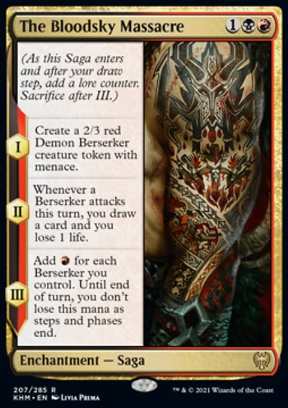 The Bloodsky Massacre 1
(As this Saga enters
and after your draw
step, add a lore counter.
Sacrifice after III.)
I
Create a 2/3 red
Demon Berserker
creature token with
menace.
II
Whenever a
Berserker attacks
this turn, you draw
a card and you
lose 1 life.
III
Add for each
Berserker you
control. Until end
of turn, you don't
lose this mana as
steps and phases
end.
Enchantment — Saga
207/285 R
KHM • EN LIVIA PRIMA
™ & © 2021 Wizards of the Coast